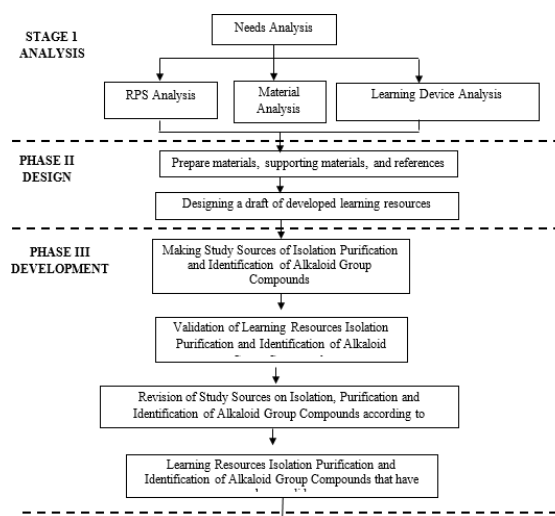 STAGE 1
ANALYSIS
Needs Analysis
RPS Analysis
Material
Analysis
Learning Device Analysis
PHASE II
DESIGN
Prepare materials, supporting materials, and references
Designing a draft of developed learning resources
PHASE III
DEVELOPMENT
Making Study Sources of Isolation Purification
and Identification of Alkaloid Group
Compounds
Validation of Learning Resources Isolation
Purification and Identification of Alkaloid
Revision of Study Sources on Isolation, Purification and
Identification of Alkaloid Group Compounds according to
Learning Resources Isolation Purification and
Identification of Alkaloid Group Compounds that have